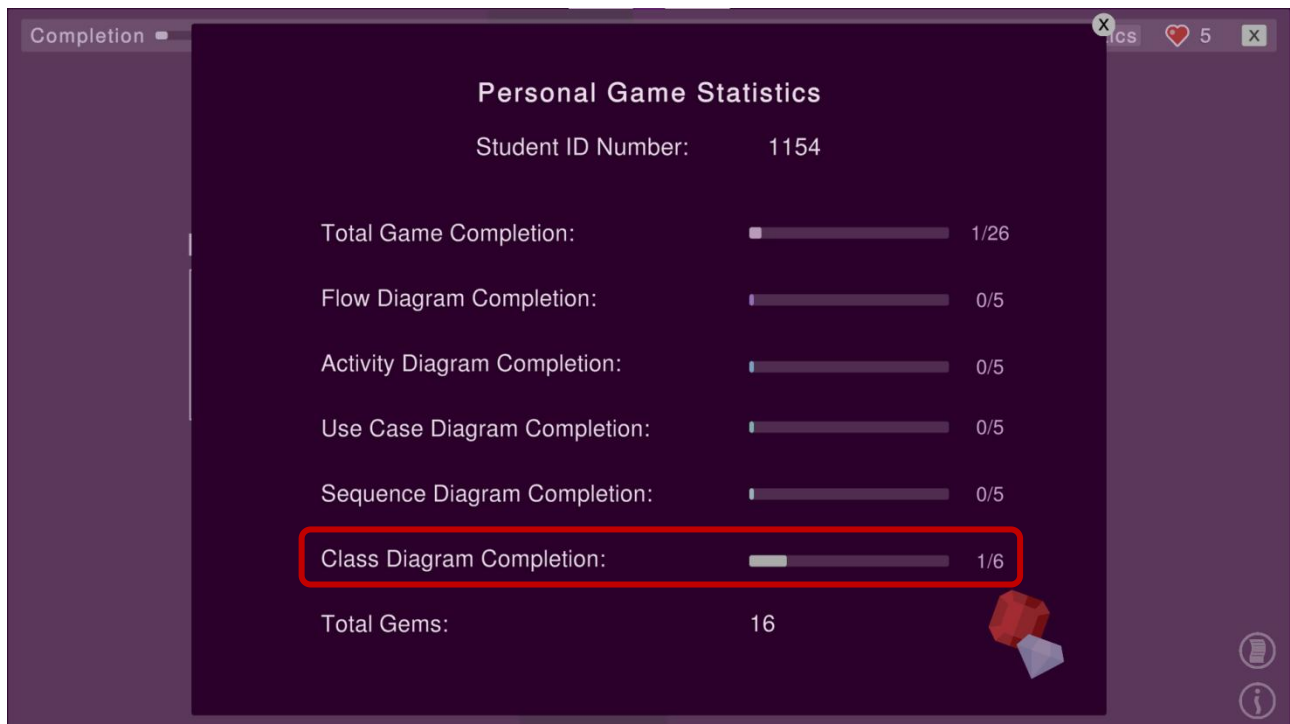 Completion
ics 5 X
X
Personal Game Statistics
Student ID Number: 1154
Total Game Completion: 1/26
Flow Diagram Completion: 0/5
Activity Diagram Completion: 0/5
Use Case Diagram Completion: 0/5
Sequence Diagram Completion: 0/5
Class Diagram Completion: 1/6
Total Gems: 16
i